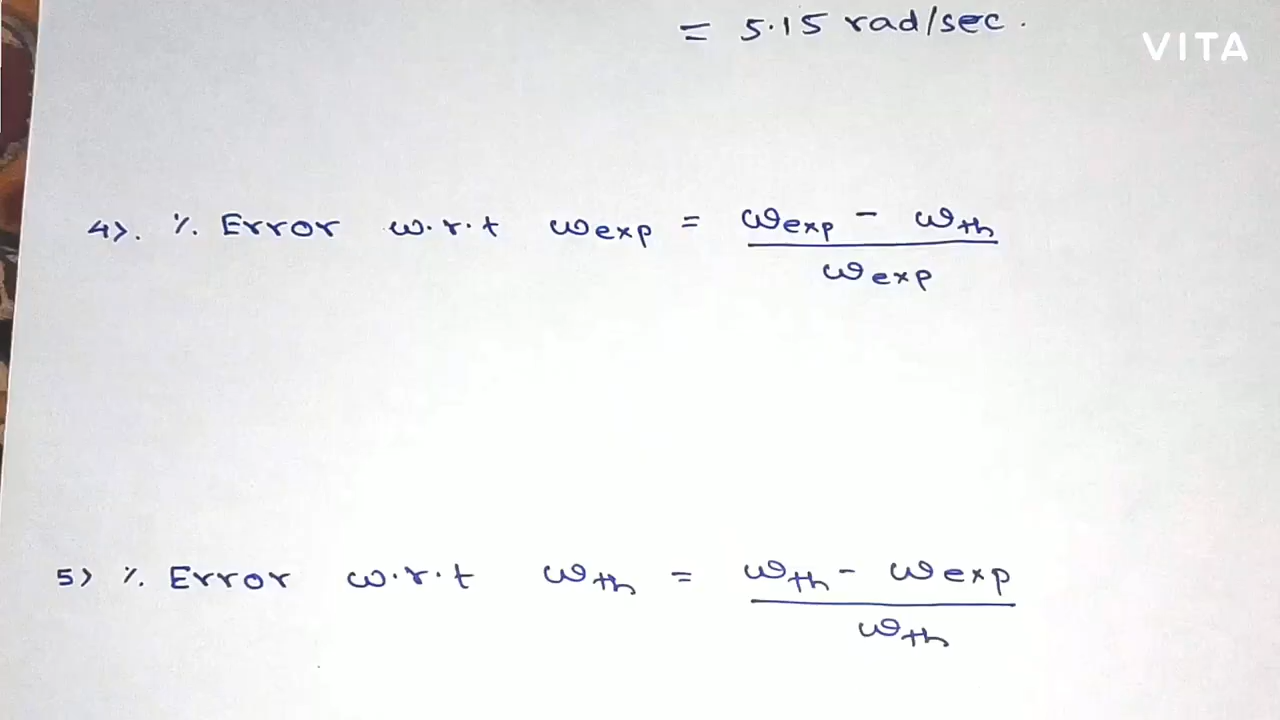 = 5.15 rad/sec.
VITA
4). % Error w.r.t ωexp = ωexp - ωth
ωexp
5) % Error w.r.t ωth = ωth - ωexp
ωth